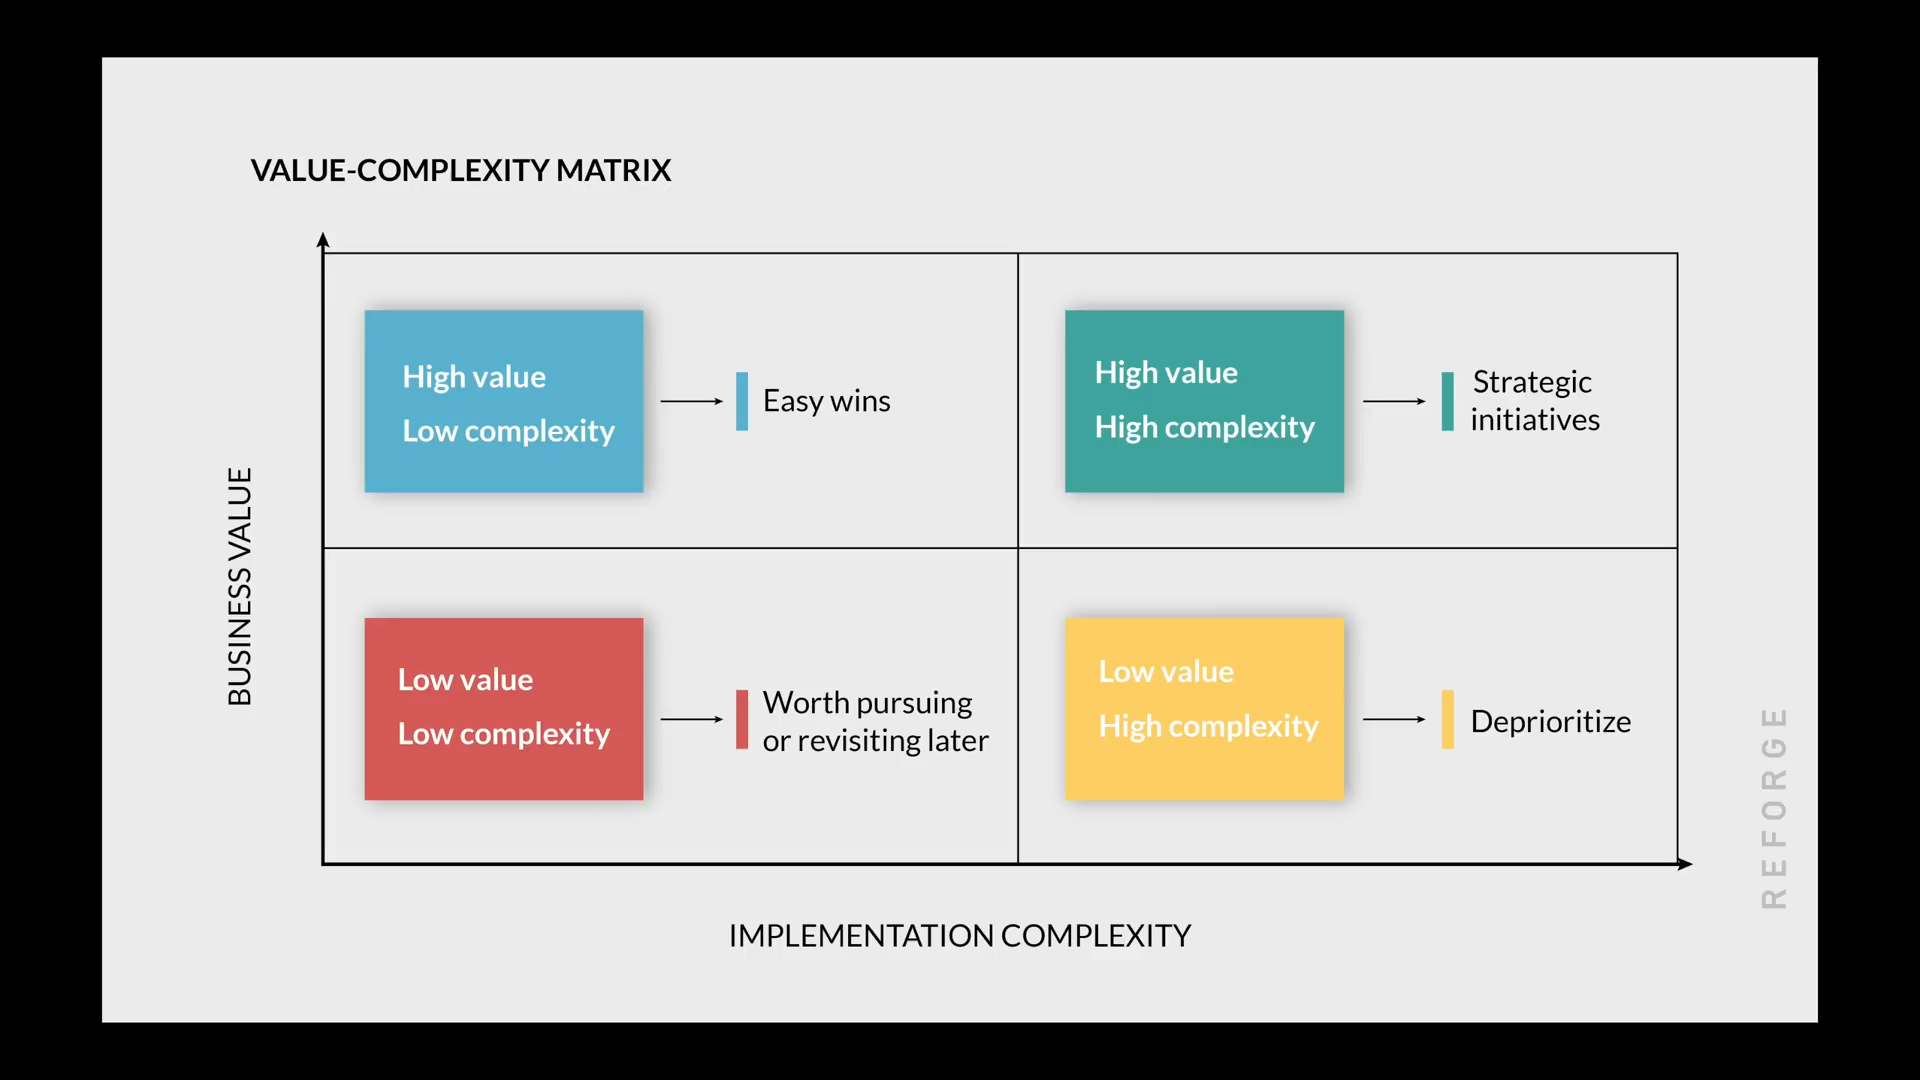 VALUE-COMPLEXITY MATRIX
BUSINESS VALUE
High value
Low complexity
Easy wins
High value
High complexity
Strategic
initiatives
Low value
Low complexity
Worth pursuing
or revisiting later
Low value
High complexity
Deprioritize
IMPLEMENTATION COMPLEXITY
REFORGE